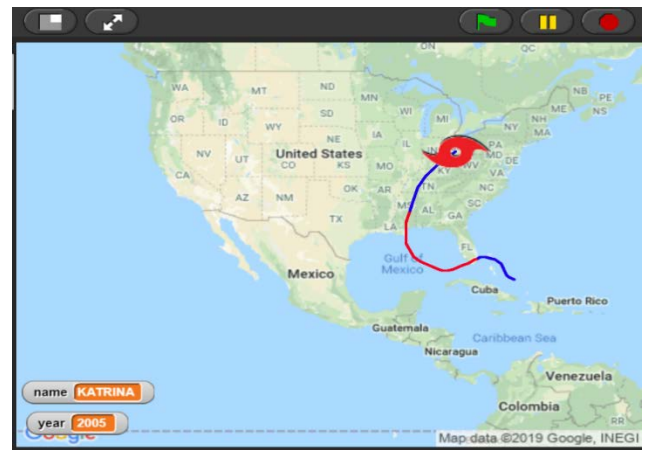 ON
QC
WA
MT
ND
MN
NB
PE
OR
ID
SD
WI
MI
ME
NS
WY
NH
NY
MA
NE
IA
IL
IN
PA
NV
UT
United States
CO
KS
MO
KY
WV
MD
DE
VA
CA
OK
AR
TN
NC
AZ
NM
MS
AL
SC
GA
TX
LA
FL
Gulf of
Mexico
Mexico
Cuba
Puerto Rico
Guatemala
Caribbean Sea
Nicaragua
Venezuela
name KATRINA
Colombia
year 2005
RR
Google
Map data ©2019 Google, INEGI